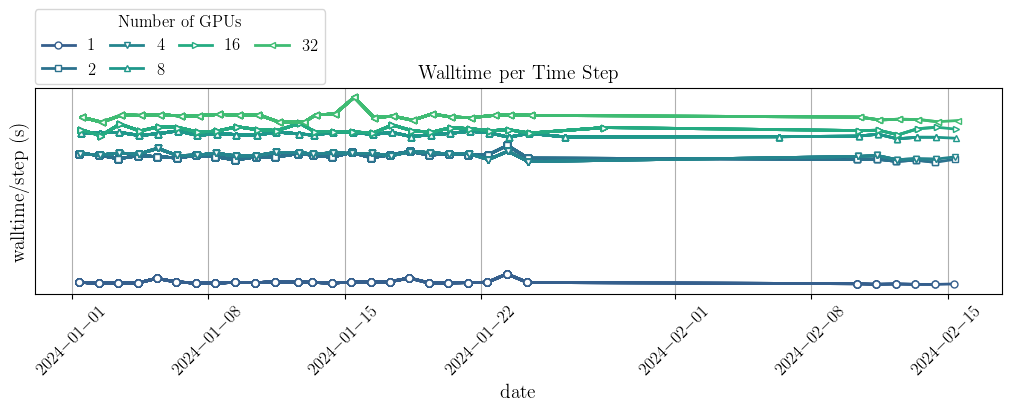 Number of GPUs
1 4 16 32
2 8
Walltime per Time Step
walltime/step (s)
2024−01−01 2024−01−08 2024−01−15 2024−01−22 2024−02−01 2024−02−08 2024−02−15
date